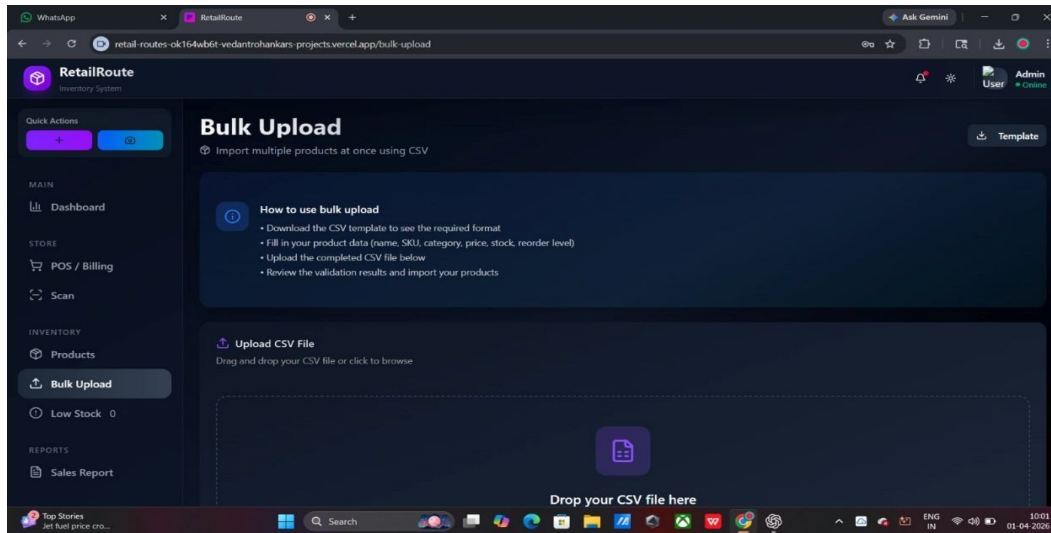 WhatsApp
RetailRoute
Ask Gemini
retail-routes-ok164wb6t-vedantrohankars-projects.vercel.app/bulk-upload
RetailRoute
Inventory System
User
Admin
Online
Quick Actions
Bulk Upload
Import multiple products at once using CSV
Template
MAIN
Dashboard
STORE
POS / Billing
Scan
INVENTORY
Products
Bulk Upload
Low Stock 0
REPORTS
Sales Report
How to use bulk upload
• Download the CSV template to see the required format
• Fill in your product data (name, SKU, category, price, stock, reorder level)
• Upload the completed CSV file below
• Review the validation results and import your products
Upload CSV File
Drag and drop your CSV file or click to browse
Drop your CSV file here
2
Top Stories
Jet fuel price cro...
Search
ENG
IN
10:01
01-04-2026